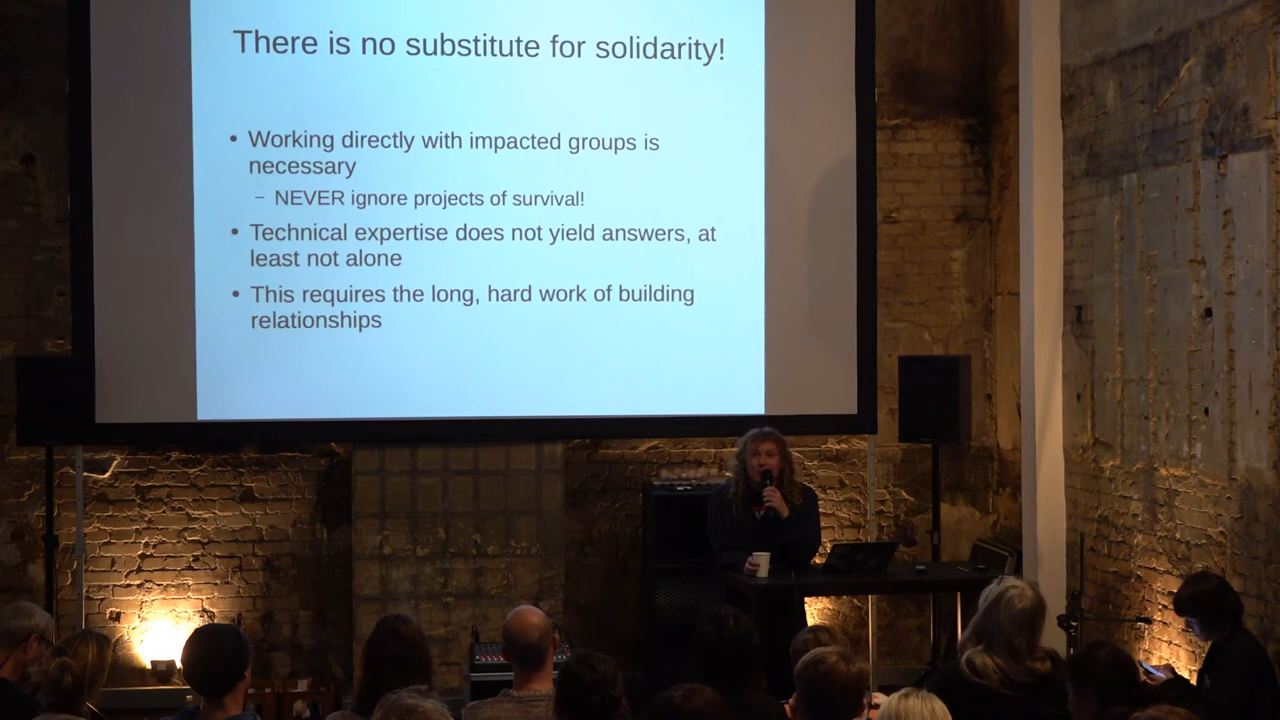 There is no substitute for solidarity!
• Working directly with impacted groups is
necessary
– NEVER ignore projects of survival!
• Technical expertise does not yield answers, at
least not alone
• This requires the long, hard work of building
relationships